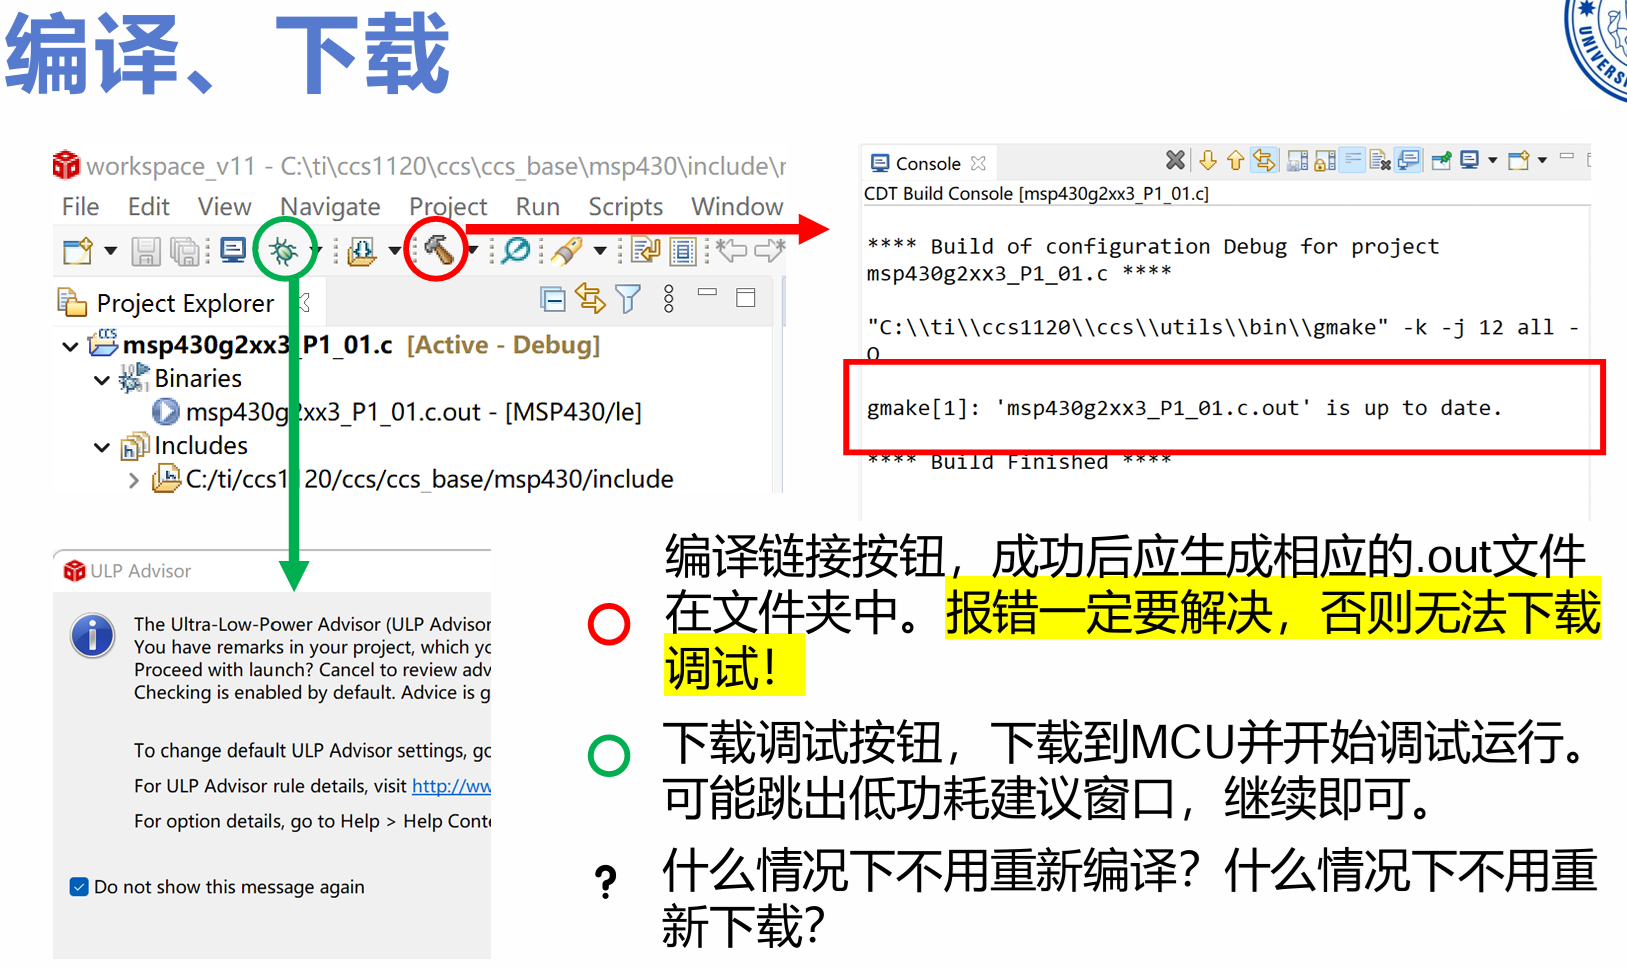 编译、下载
UNIVERS
workspace_v11 - C:\ti\ccs1120\ccs\ccs_base\msp430\include\
File Edit View Navigate Project Run Scripts Window
Project Explorer
msp430g2xx3_P1_01.c [Active - Debug]
Binaries
msp430g2xx3_P1_01.c.out - [MSP430/le]
Includes
C:/ti/ccs1120/ccs/ccs_base/msp430/include
Console
CDT Build Console [msp430g2xx3_P1_01.c]
**** Build of configuration Debug for project
msp430g2xx3_P1_01.c ****
"C:\\ti\\ccs1120\\ccs\\utils\\bin\\gmake" -k -j 12 all -
O
gmake[1]: 'msp430g2xx3_P1_01.c.out' is up to date.
**** Build Finished ****
ULP Advisor
The Ultra-Low-Power Advisor (ULP Advisor
You have remarks in your project, which yo
Proceed with launch? Cancel to review adv
Checking is enabled by default. Advice is g
To change default ULP Advisor settings, go
For ULP Advisor rule details, visit http://ww
For option details, go to Help > Help Conte
Do not show this message again
编译链接按钮，成功后应生成相应的.out文件
在文件夹中。报错一定要解决，否则无法下载
调试！
下载调试按钮，下载到MCU并开始调试运行。
可能跳出低功耗建议窗口，继续即可。
? 什么情况下不用重新编译？什么情况下不用重
新下载？